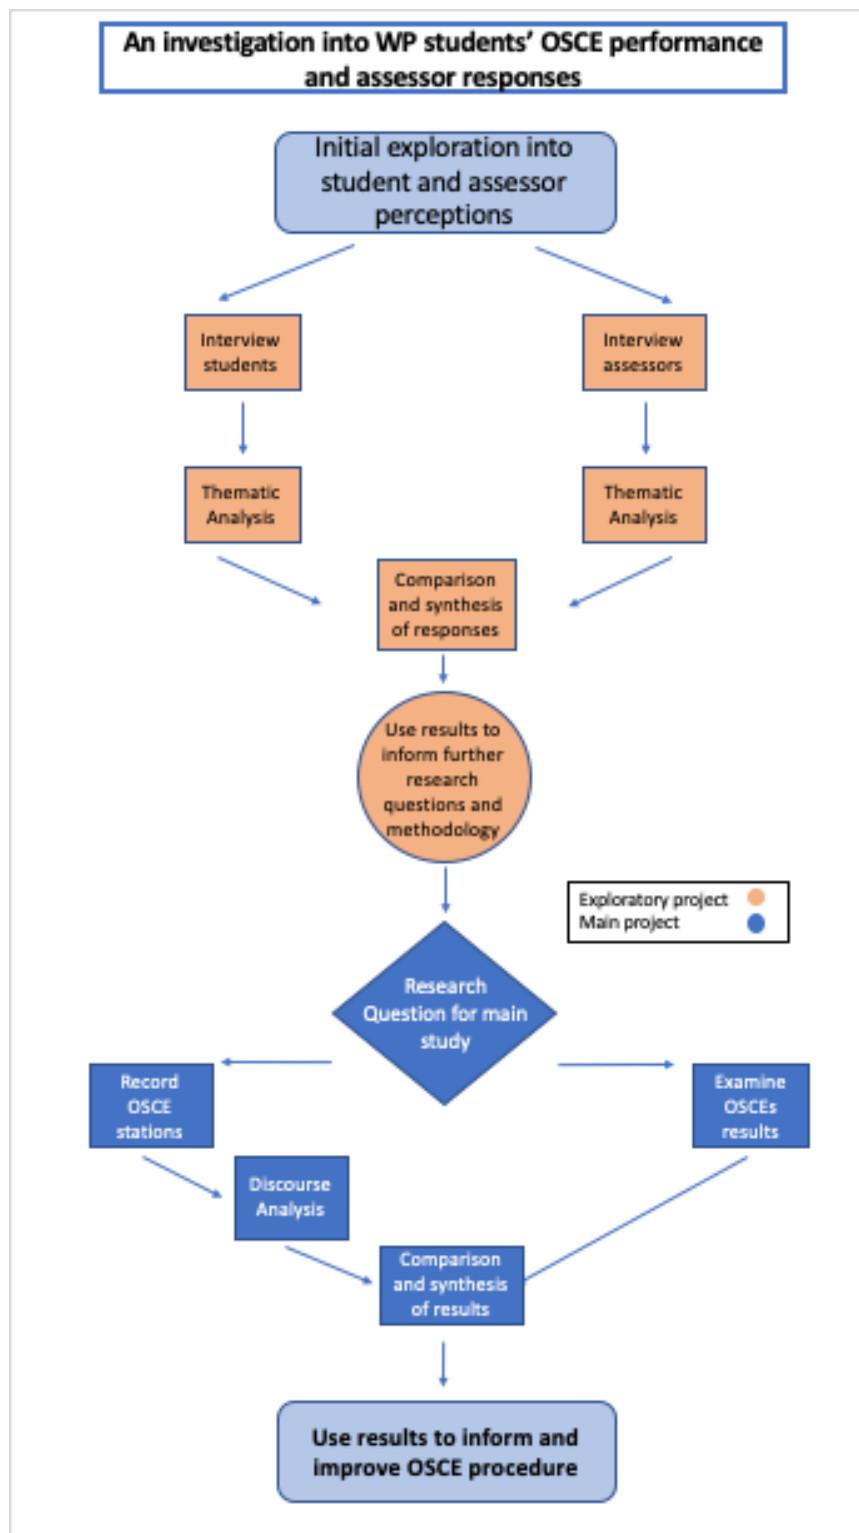 An investigation into WP students' OSCE performance
and assessor responses
Initial exploration into
student and assessor
perceptions
Interview
students
Interview
assessors
Thematic
Analysis
Thematic
Analysis
Comparison
and synthesis
of responses
Use results to
inform further
research
questions and
methodology
Exploratory project
Main project
Research
Question for main
study
Record
OSCE
stations
Examine
OSCEs
results
Discourse
Analysis
Comparison
and synthesis
of results
Use results to inform and
improve OSCE procedure